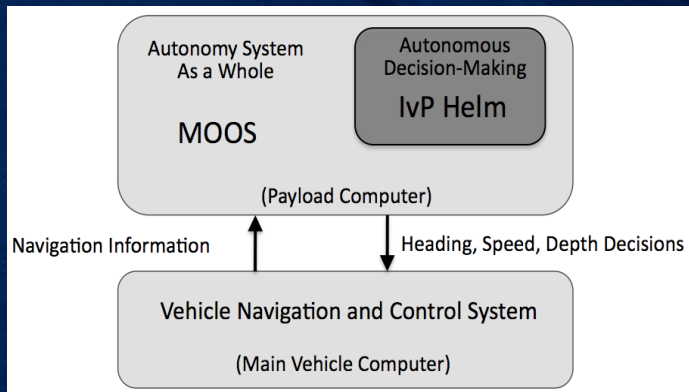 Autonomy System
As a Whole
MOOS
Autonomous
Decision-Making
IvP Helm
(Payload Computer)
Navigation Information
Heading, Speed, Depth Decisions
Vehicle Navigation and Control System
(Main Vehicle Computer)